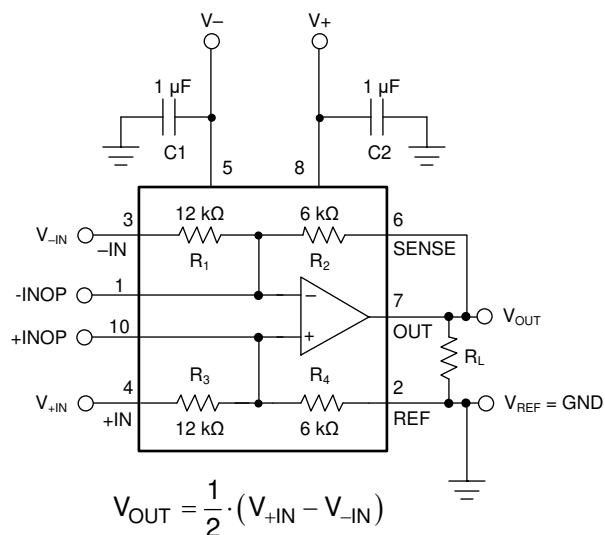 V– V+
1 µF 1 µF
C1 C2
5 8
12 kΩ 6 kΩ
V–IN 3 6
–IN R1 R2 SENSE
-INOP 1 –
7 VOUT
OUT
+INOP 10 +
RL
R3 R4
V+IN 4 2 VREF = GND
+IN 12 kΩ 6 kΩ REF
VOUT = 1/2 · (V+IN – V–IN)